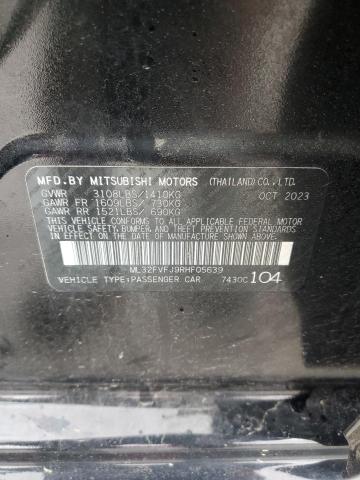 MFD.BY MITSUBISHI MOTORS (THAILAND)CO.,LTD.
GVWR 3108LBS/1410KG OCT 2023
GAWR FR 1609LBS/ 730KG
GAWR RR 1521LBS/ 690KG
THIS VEHICLE CONFORMS TO ALL APPLICABLE FEDERAL
MOTOR VEHICLE SAFETY, BUMPER, AND THEFT PREVENTION
STANDARDS IN EFFECT ON THE DATE OF MANUFACTURE
SHOWN ABOVE.
ML32FVFJ9RHF05639
VEHICLE TYPE:PASSENGER CAR 7430C 104